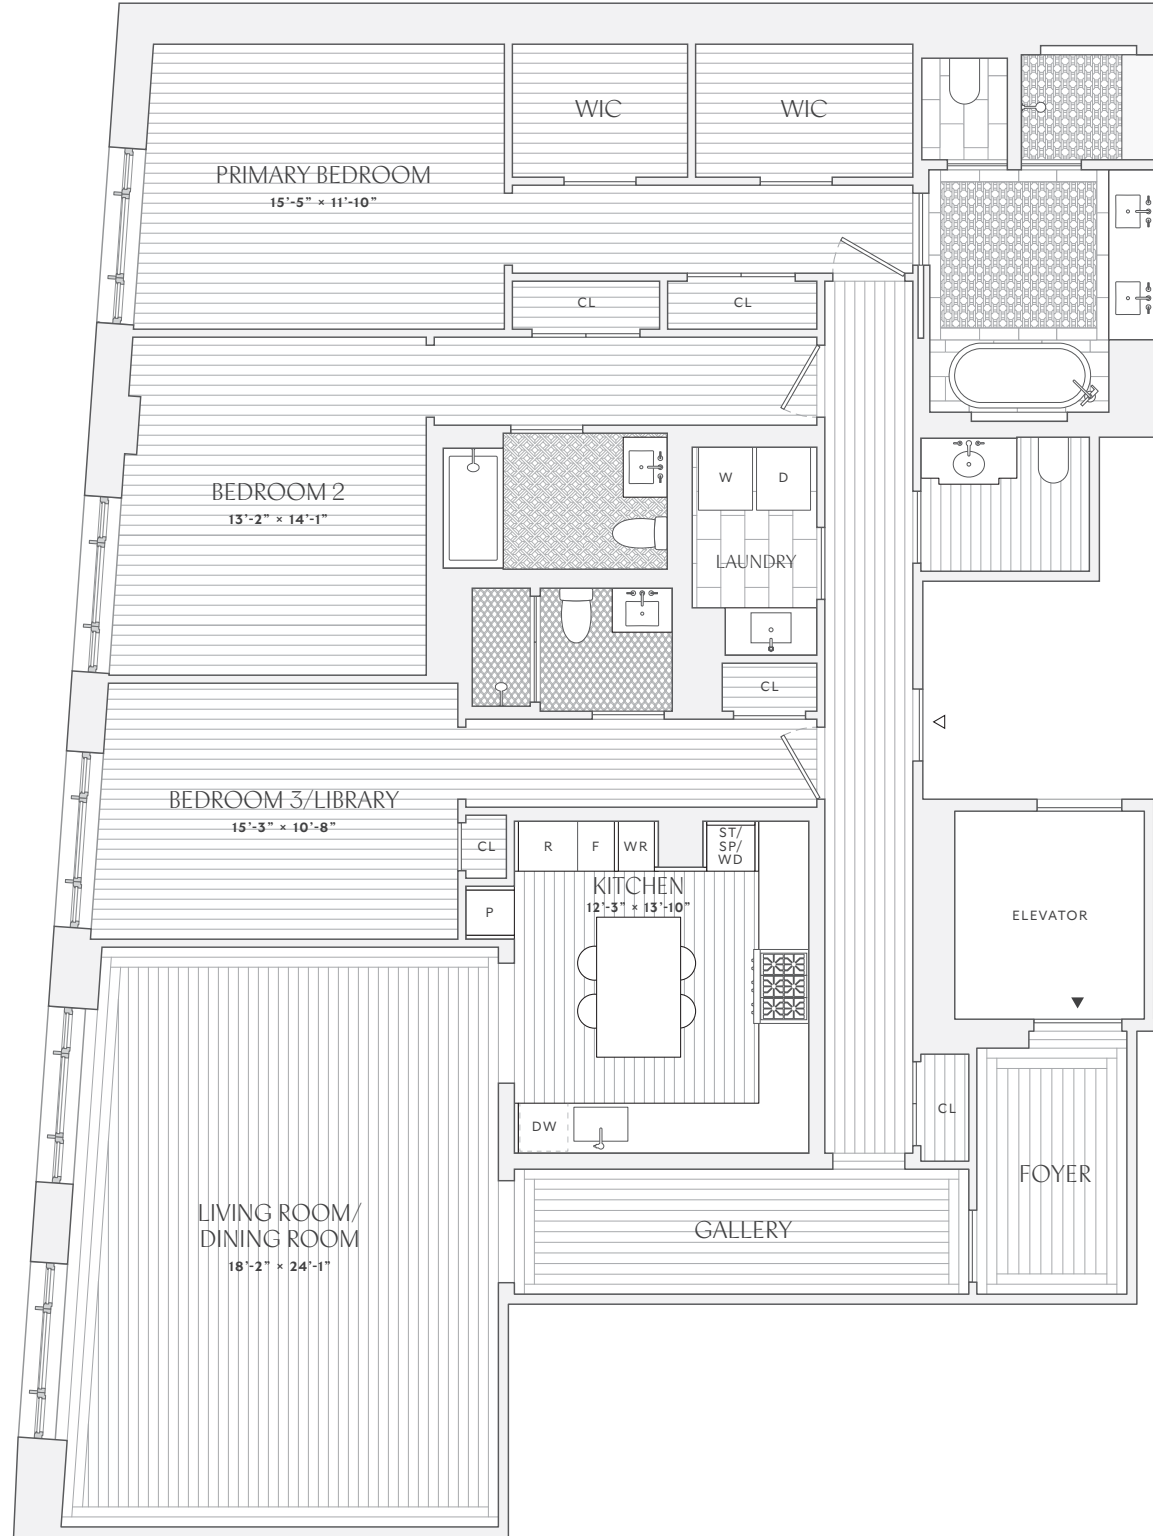 WIC
WIC
PRIMARY BEDROOM
15'-5" × 11'-10"
CL
CL
BEDROOM 2
13'-2" × 14'-1"
W
D
LAUNDRY
CL
BEDROOM 3/LIBRARY
15'-3" × 10'-8"
CL
R
F
WR
ST/
SP/
WD
KITCHEN
12'-3" × 13'-10"
P
ELEVATOR
DW
CL
FOYER
LIVING ROOM/
DINING ROOM
18'-2" × 24'-1"
GALLERY